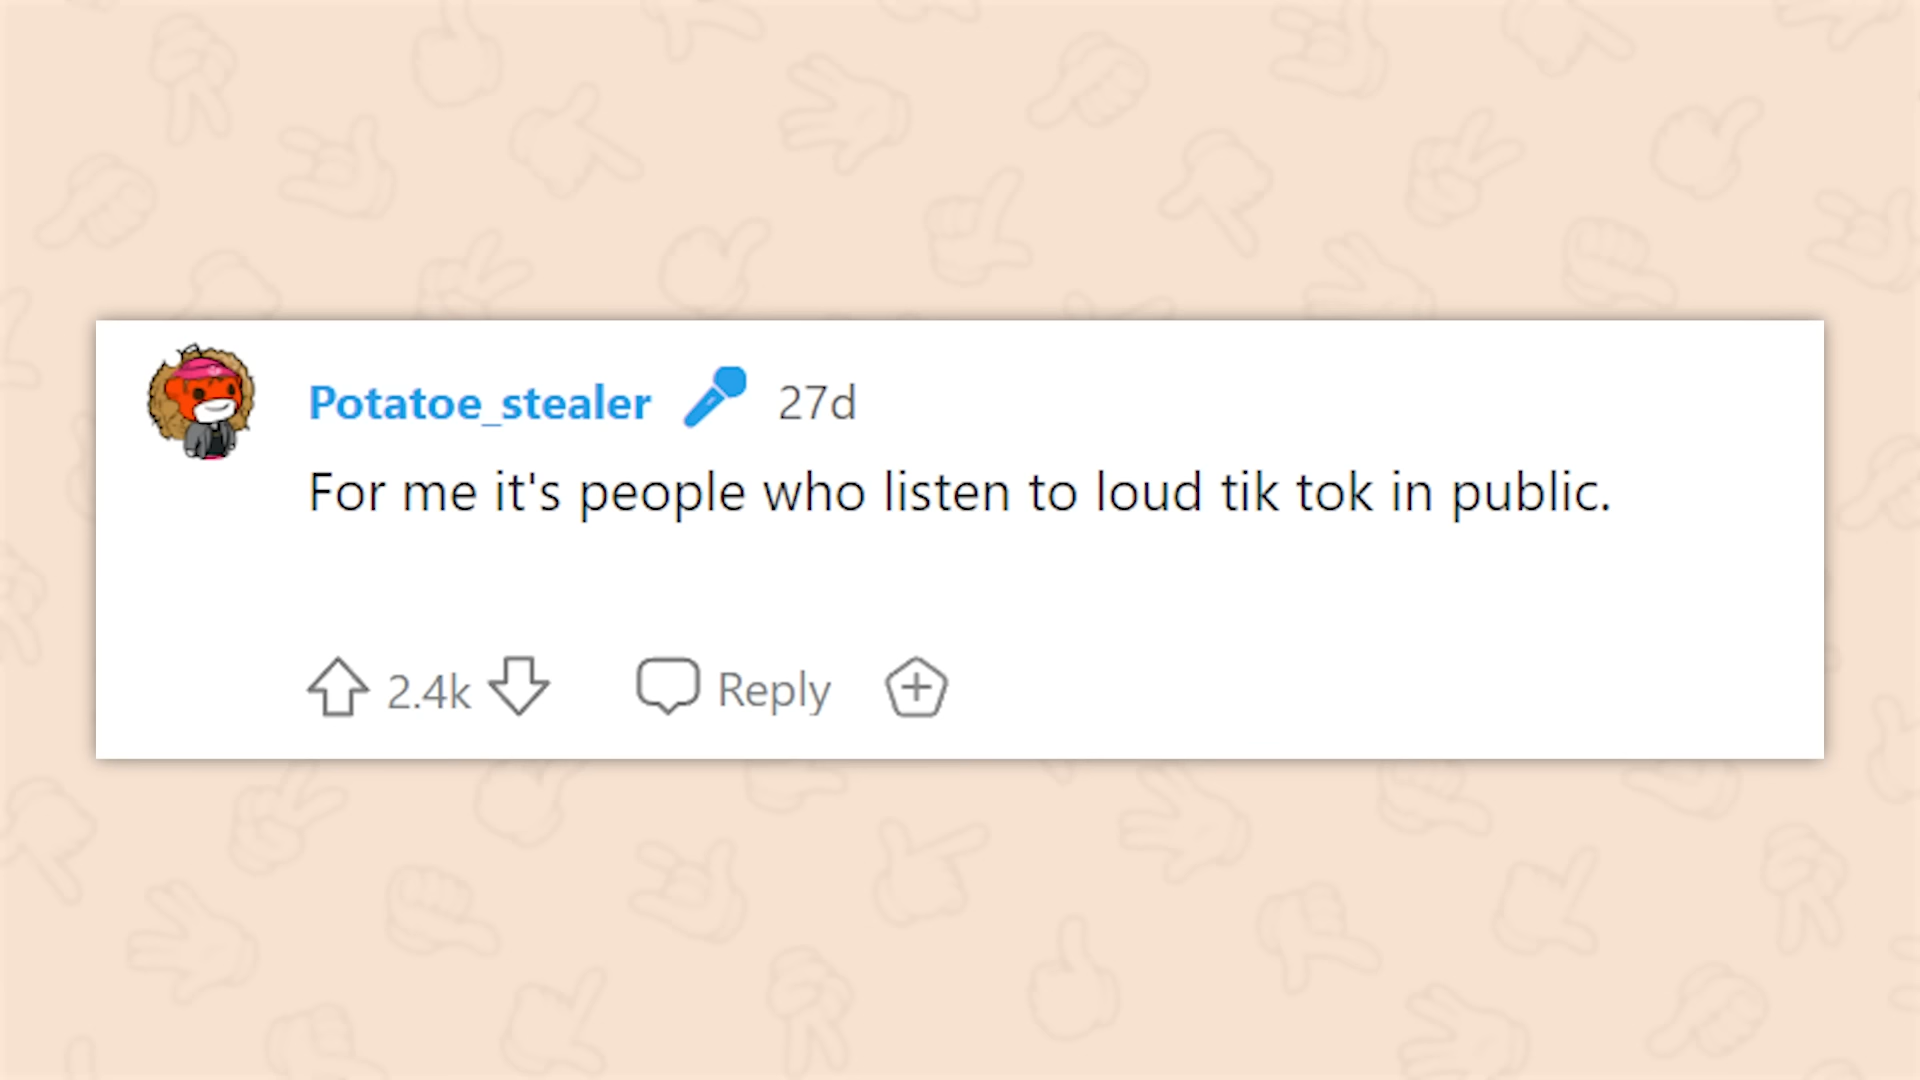 Potatoe_stealer 27d
For me it's people who listen to loud tik tok in public.
2.4k Reply